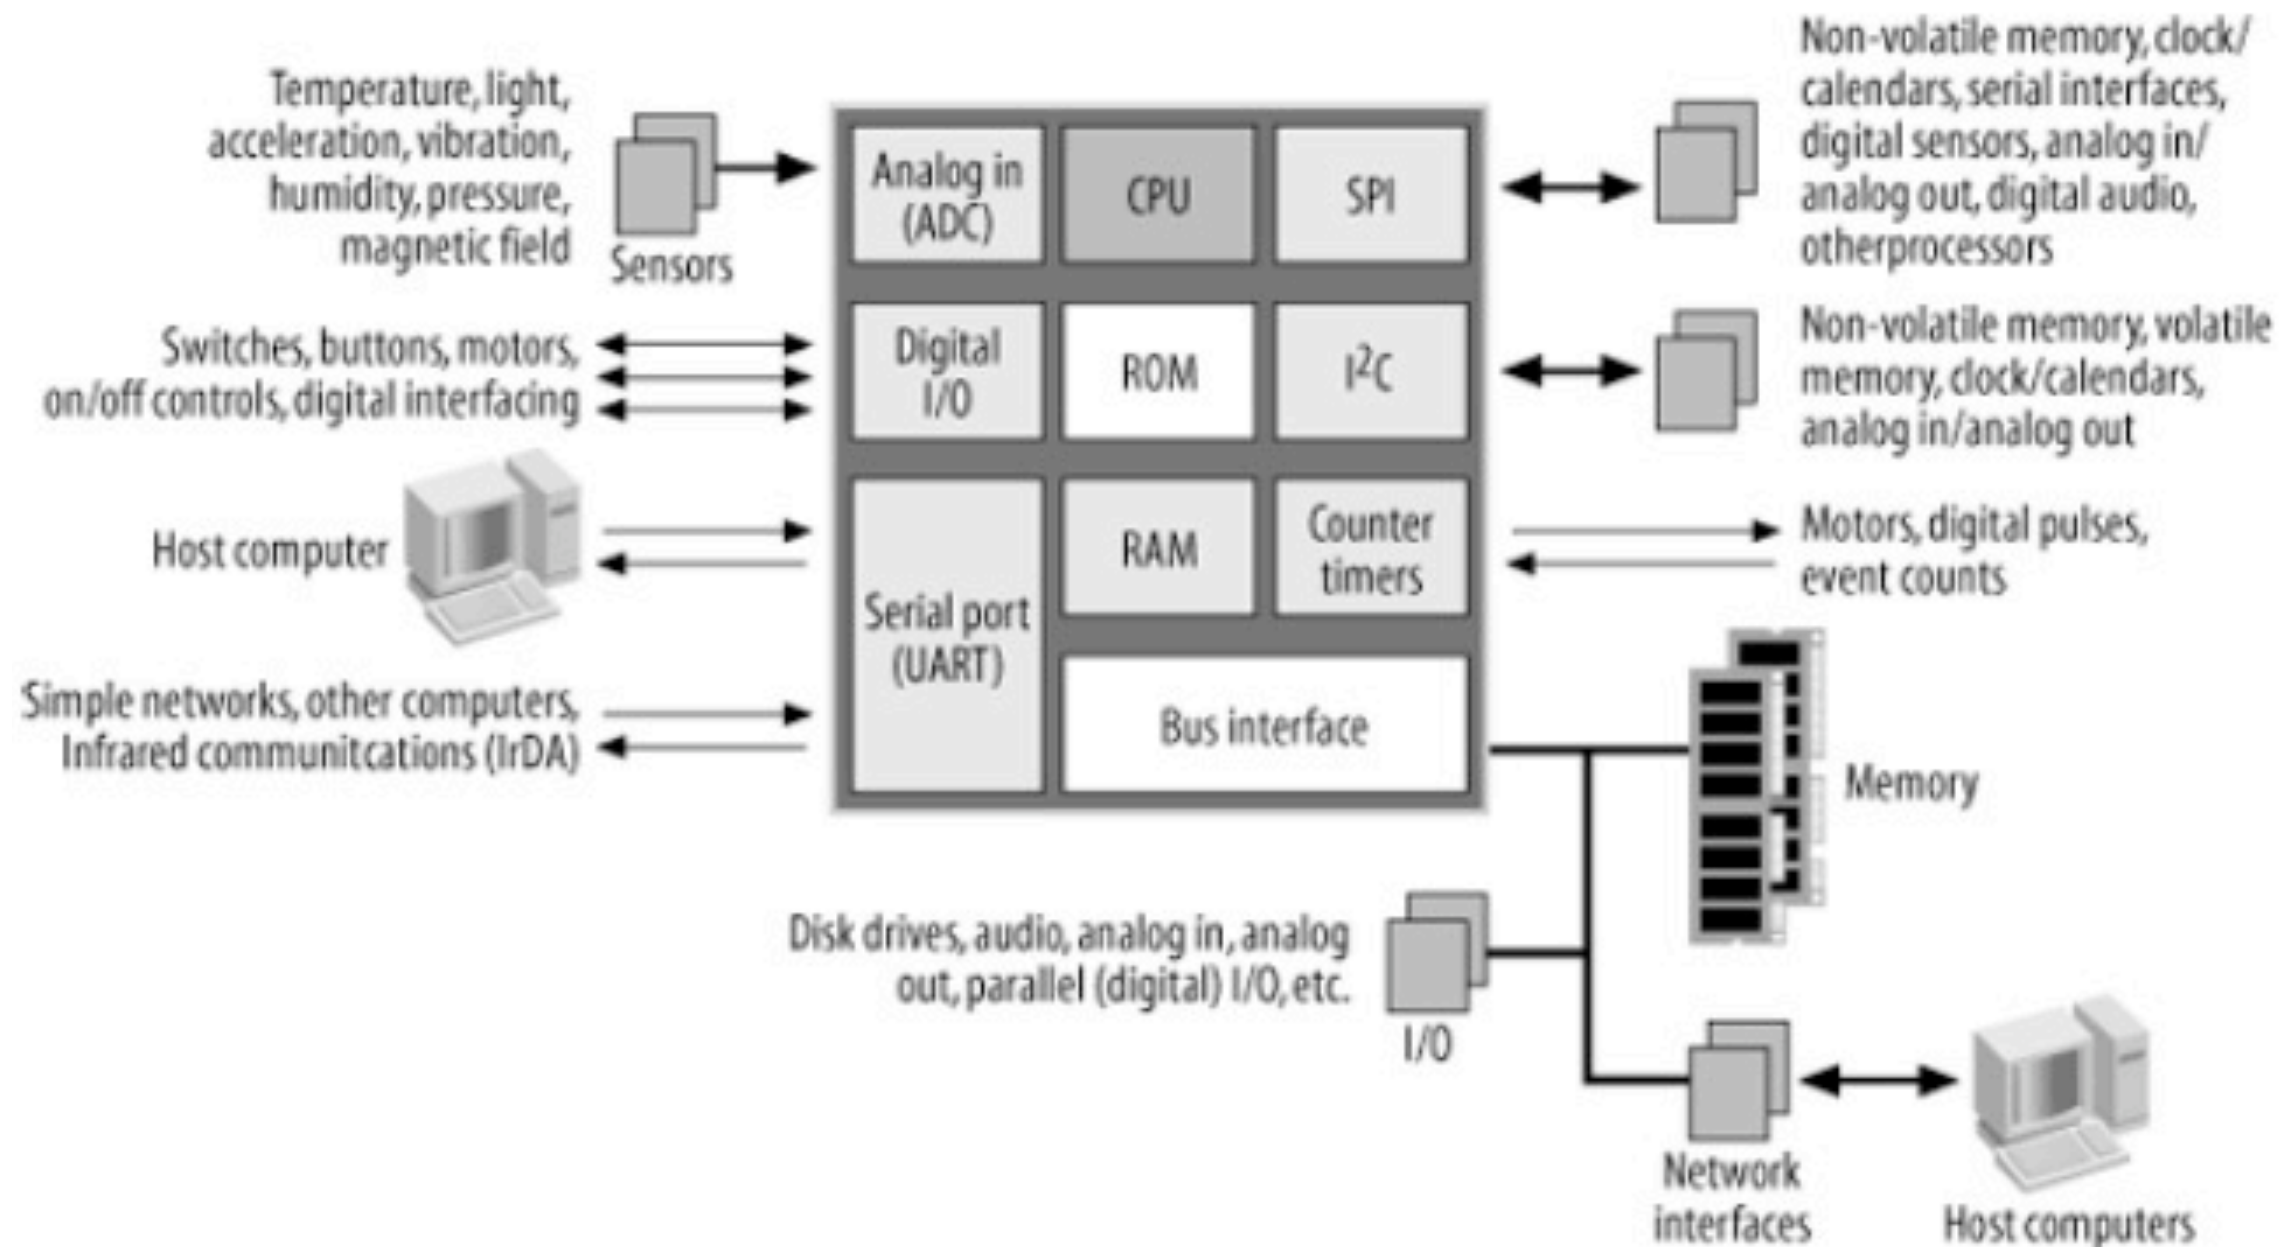 Temperature, light,
acceleration, vibration,
humidity, pressure,
magnetic field
Sensors
Switches, buttons, motors,
on/off controls, digital interfacing
Host computer
Simple networks, other computers,
Infrared communitcations (IrDA)
Analog in
(ADC)
CPU
SPI
Digital
I/O
ROM
I²C
Serial port
(UART)
RAM
Counter
timers
Bus interface
Non-volatile memory, clock/
calendars, serial interfaces,
digital sensors, analog in/
analog out, digital audio,
otherprocessors
Non-volatile memory, volatile
memory, clock/calendars,
analog in/analog out
Motors, digital pulses,
event counts
Memory
Disk drives, audio, analog in, analog
out, parallel (digital) I/O, etc.
I/O
Network
interfaces
Host computers